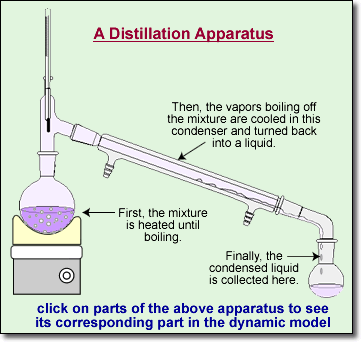 A Distillation Apparatus
Then, the vapors boiling off
the mixture are cooled in this
condenser and turned back
into a liquid.
First, the mixture
is heated until
boiling.
Finally, the
condensed liquid
is collected here.
click on parts of the above apparatus to see
its corresponding part in the dynamic model